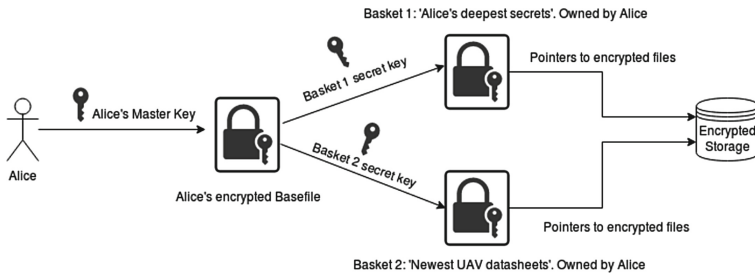 Basket 1: 'Alice's deepest secrets'. Owned by Alice
Basket 1 secret key
Pointers to encrypted files
Alice's Master Key
Alice
Alice's encrypted Basefile
Basket 2 secret key
Encrypted
Storage
Pointers to encrypted files
Basket 2: 'Newest UAV datasheets'. Owned by Alice